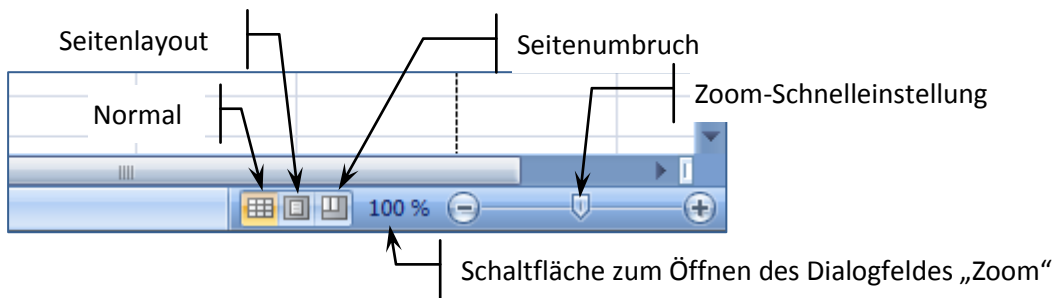 Seitenlayout
Seitenumbruch
Normal
Zoom-Schnelleinstellung
100 %
Schaltfläche zum Öffnen des Dialogfeldes „Zoom“